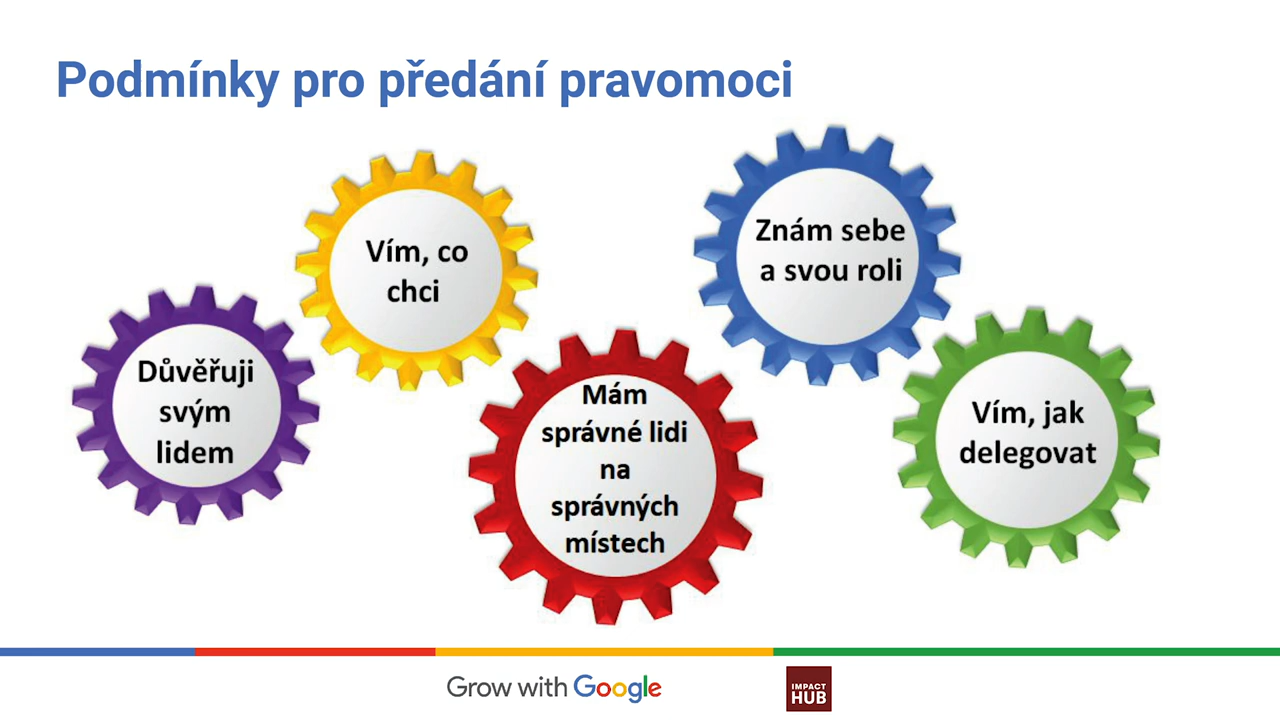 Podmínky pro předání pravomoci
Důvěřuji
svým
lidem
Vím, co
chci
Mám
správné lidi
na
správných
místech
Znám sebe
a svou roli
Vím, jak
delegovat
Grow with Google
IMPACT
HUB